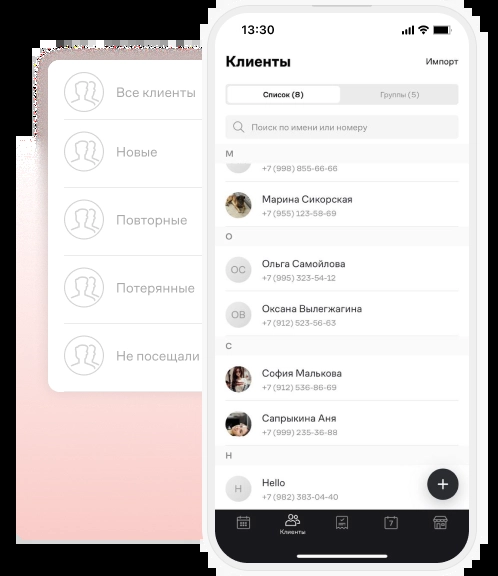 Все клиенты
Новые
Повторные
Потерянные
Не посещали
13:30
Клиенты
Импорт
Список (8)
Группы (5)
Поиск по имени или номеру
М
+7 (998) 855-66-66
Марина Сикорская
+7 (955) 123-58-69
О
ОС
Ольга Самойлова
+7 (995) 323-54-12
ОВ
Оксана Вылегжагина
+7 (912) 523-56-63
С
София Малькова
+7 (912) 536-86-69
Сапрыкина Аня
+7 (999) 235-36-88
H
H
Hello
+7 (982) 383-04-40
+
Клиенты
7